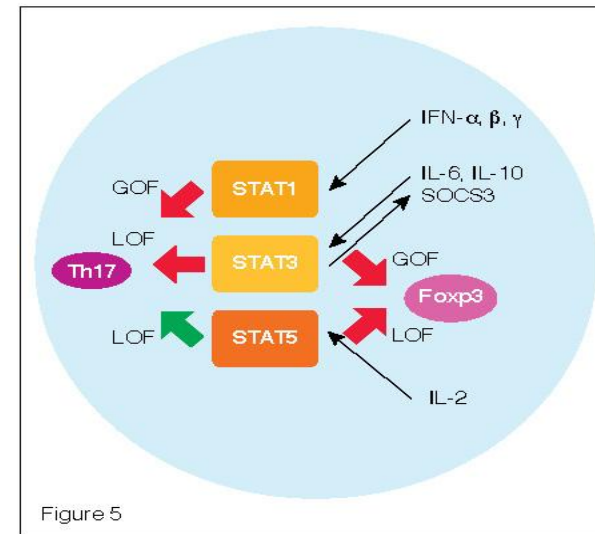 IFN-α, β, γ
IL-6, IL-10
SOCS3
GOF
STAT1
LOF
Th17
STAT3
GOF
Foxp3
LOF
STAT5
LOF
IL-2
Figure 5